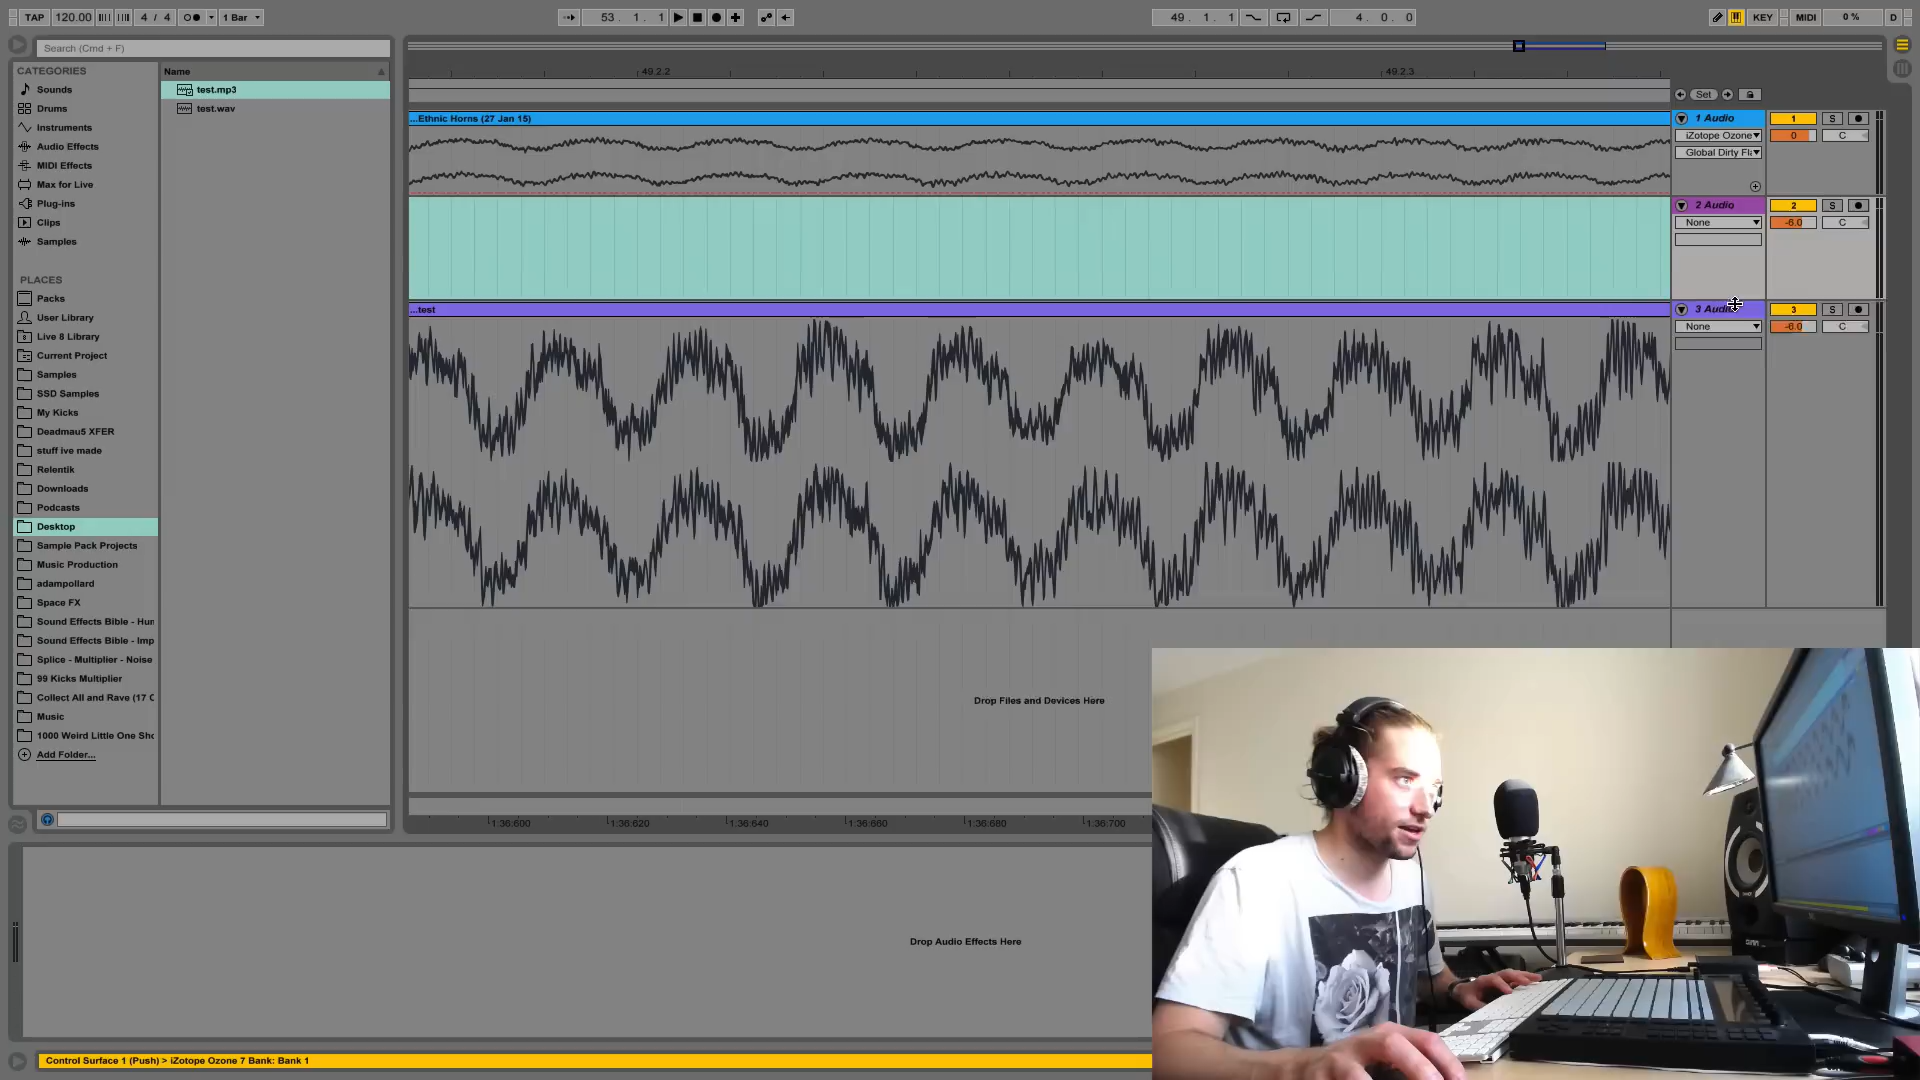 TAP 120.00 4 / 4 1 Bar 53 . 1 . 1 49 . 1 . 1 4 . 0 . 0 KEY MIDI 0 % D
Search (Cmd + F)
CATEGORIES
Sounds
Drums
Instruments
Audio Effects
MIDI Effects
Max for Live
Plug-ins
Clips
Samples
PLACES
Packs
User Library
Live 8 Library
Current Project
Samples
SSD Samples
My Kicks
Deadmau5 XFER
stuff ive made
Relentik
Downloads
Podcasts
Desktop
Sample Pack Projects
Music Production
adampollard
Space FX
Sound Effects Bible - Hur
Sound Effects Bible - Imp
Splice - Multiplier - Noise
99 Kicks Multiplier
Collect All and Rave (17 C
Music
1000 Weird Little One Sho
Add Folder...
Name
test.mp3
test.wav
49.2.2 49.2.3
Set
...Ethnic Horns (27 Jan 15)
1 Audio 1 S
iZotope Ozone 0 C
Global Dirty Fla
2 Audio 2 S
None -6.0 C
...test
3 Audio 3 S
None -6.0 C
Drop Files and Devices Here
1:36:600 1:36:620 1:36:640 1:36:660 1:36:680 1:36:700
Drop Audio Effects Here
Control Surface 1 (Push) > iZotope Ozone 7 Bank: Bank 1